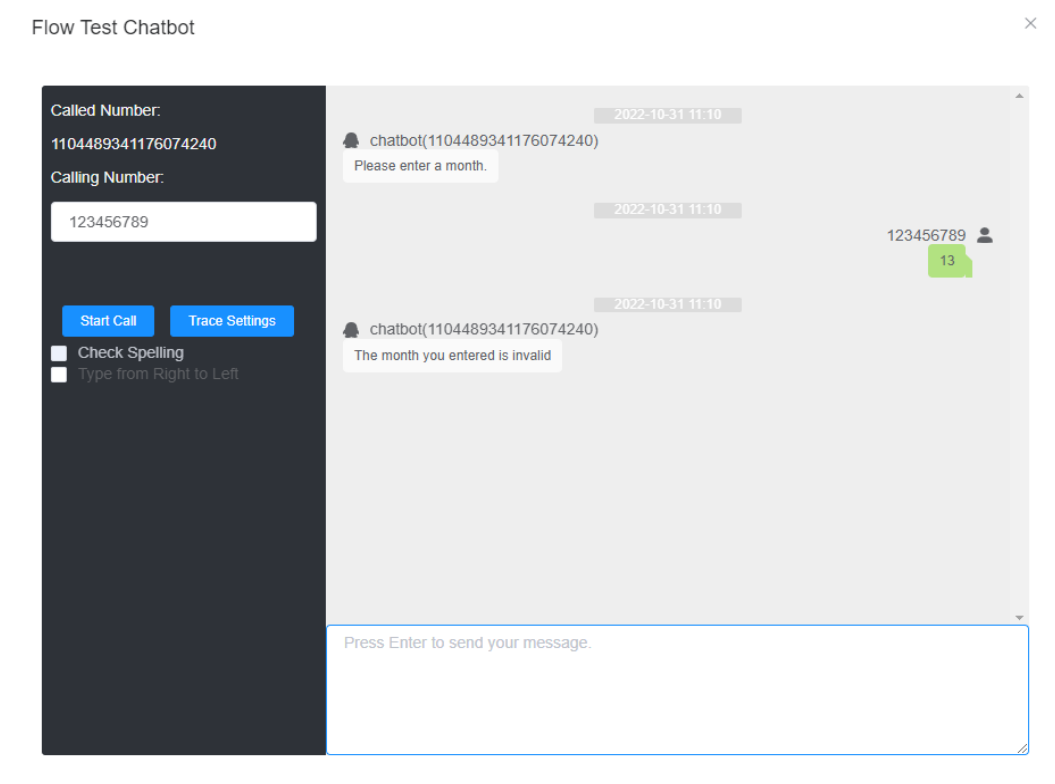 Flow Test Chatbot
Called Number:
1104489341176074240
Calling Number:
123456789
Start Call
Trace Settings
Check Spelling
Type from Right to Left
2022-10-31 11:10
chatbot(1104489341176074240)
Please enter a month.
2022-10-31 11:10
123456789
13
2022-10-31 11:10
chatbot(1104489341176074240)
The month you entered is invalid
Press Enter to send your message.